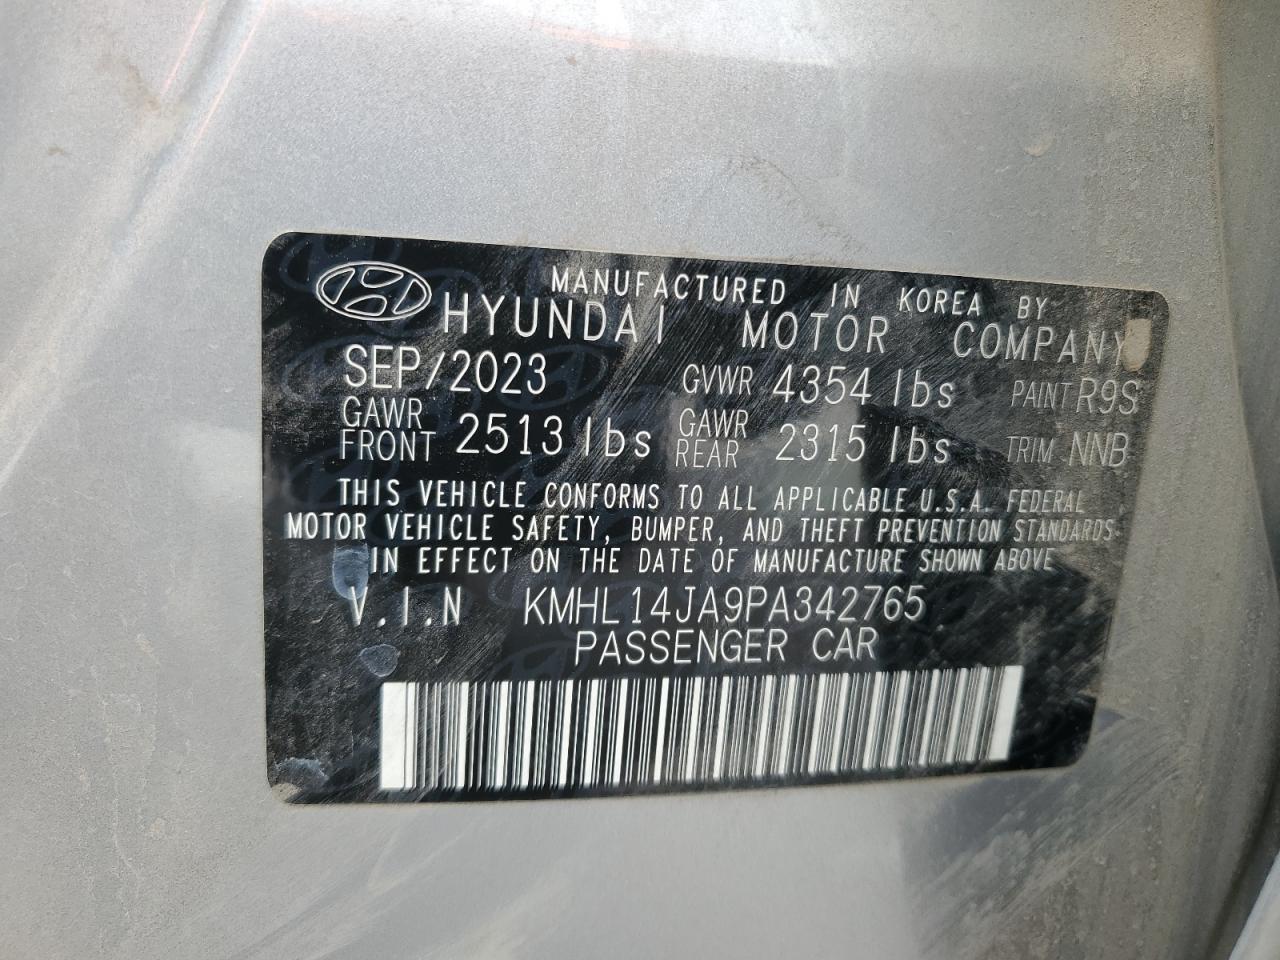 MANUFACTURED IN KOREA BY
HYUNDAI MOTOR COMPANY
SEP/2023 GVWR 4354 lbs PAINT R9S
GAWR FRONT 2513 lbs GAWR REAR 2315 lbs TRIM NNB
THIS VEHICLE CONFORMS TO ALL APPLICABLE U.S.A. FEDERAL
MOTOR VEHICLE SAFETY, BUMPER, AND THEFT PREVENTION STANDARDS
IN EFFECT ON THE DATE OF MANUFACTURE SHOWN ABOVE
V.I.N KMHL14JA9PA342765
PASSENGER CAR